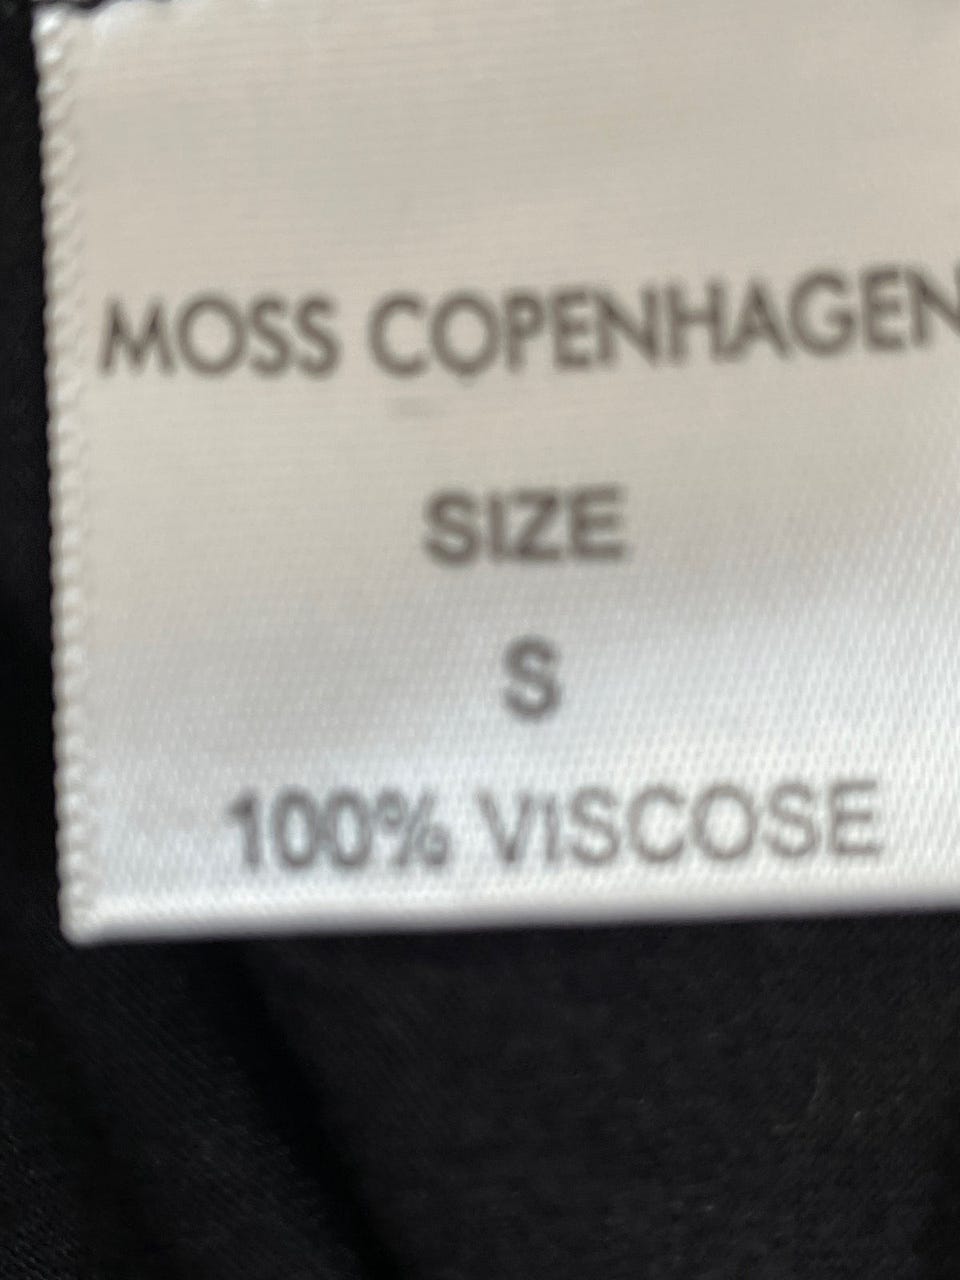 MOSS COPENHAGEN
SIZE
S
100% VISCOSE